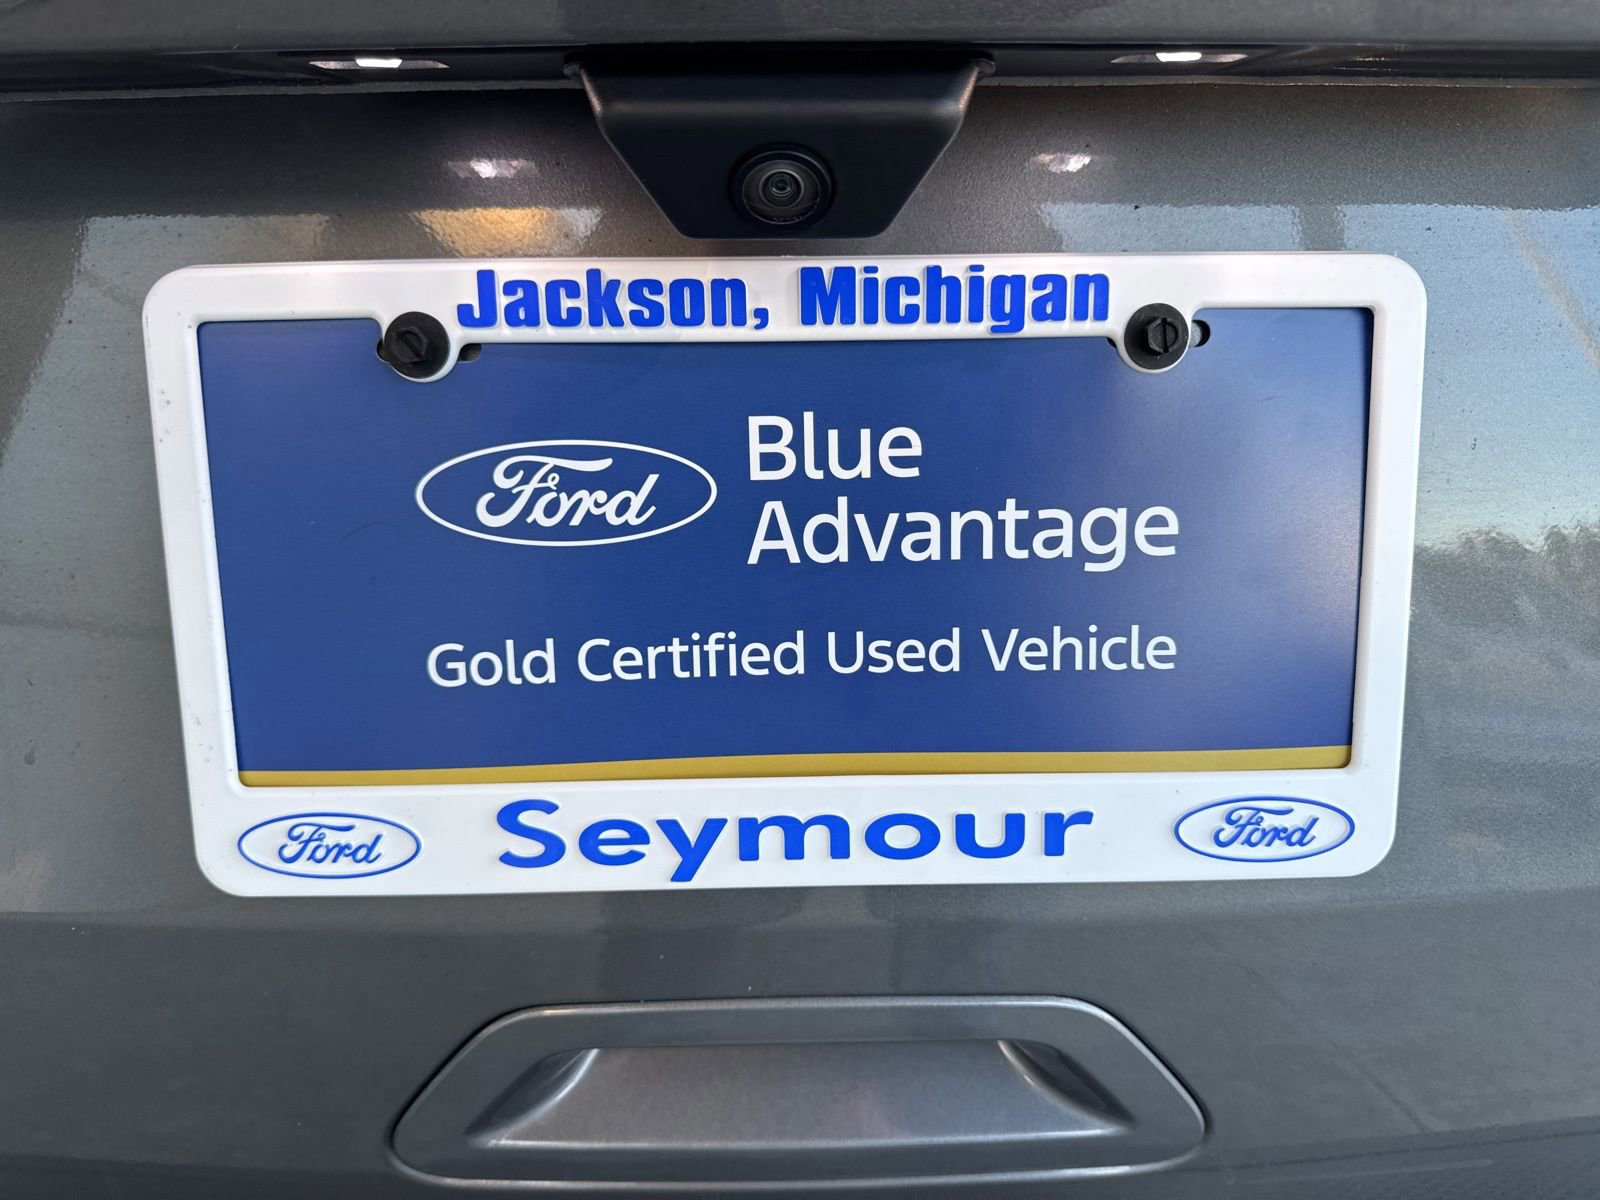 Jackson, Michigan
Ford
Blue
Advantage
Gold Certified Used Vehicle
Ford Seymour Ford